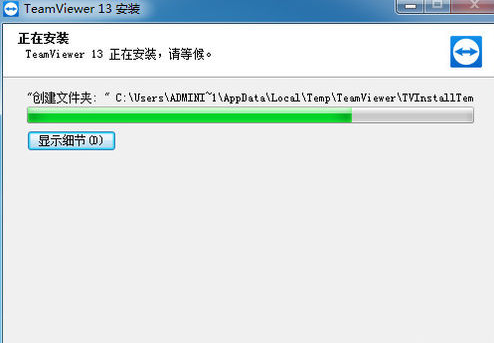 TeamViewer 13 安装
正在安装
TeamViewer 13 正在安装，请等候。
"创建文件夹: " C:\Users\ADMINI~1\AppData\Local\Temp\TeamViewer\TVInstallTem
显示细节(D)